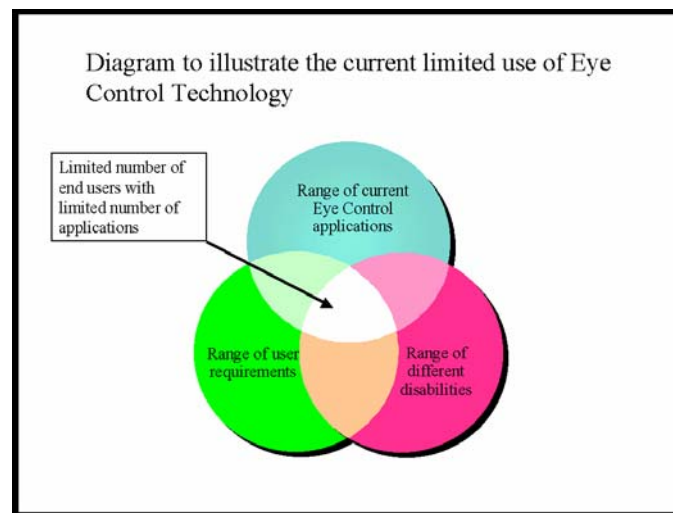 Diagram to illustrate the current limited use of Eye
Control Technology
Limited number of
end users with
limited number of
applications
Range of current
Eye Control
applications
Range of user
requirements
Range of
different
disabilities